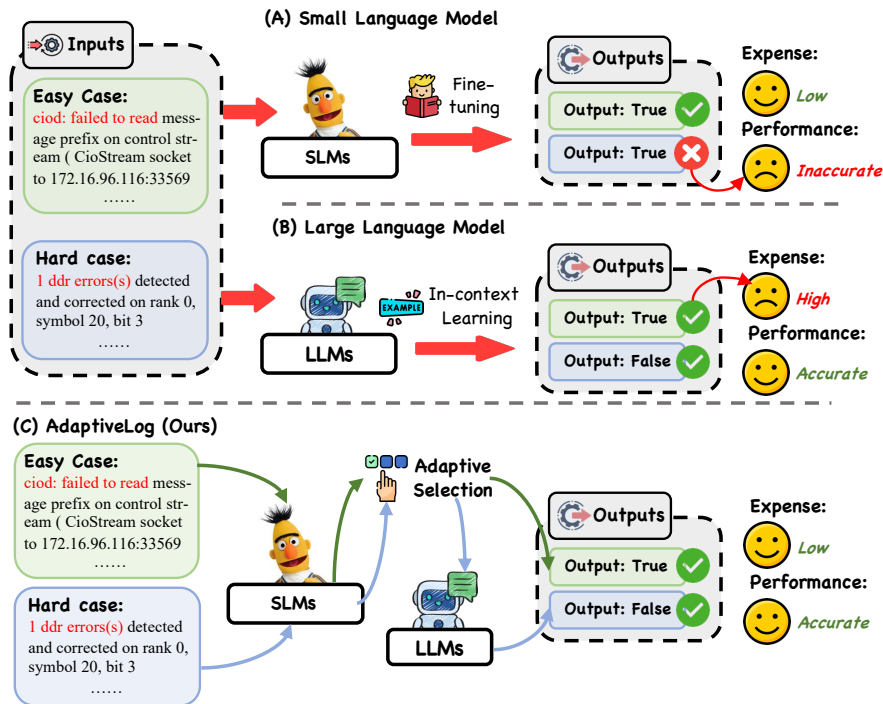 (A) Small Language Model
Inputs
Easy Case:
ciod: failed to read mess-
age prefix on control str-
eam ( CioStream socket
to 172.16.96.116:33569
……
Hard case:
1 ddr errors(s) detected
and corrected on rank 0,
symbol 20, bit 3
……
SLMs
Fine-
tuning
Outputs
Output: True
Output: True
Expense:
Low
Performance:
Inaccurate
(B) Large Language Model
LLMs
EXAMPLE
In-context
Learning
Outputs
Output: True
Output: False
Expense:
High
Performance:
Accurate
(C) AdaptiveLog (Ours)
Easy Case:
ciod: failed to read mess-
age prefix on control str-
eam ( CioStream socket
to 172.16.96.116:33569
……
Hard case:
1 ddr errors(s) detected
and corrected on rank 0,
symbol 20, bit 3
……
SLMs
Adaptive
Selection
LLMs
Outputs
Output: True
Output: False
Expense:
Low
Performance:
Accurate